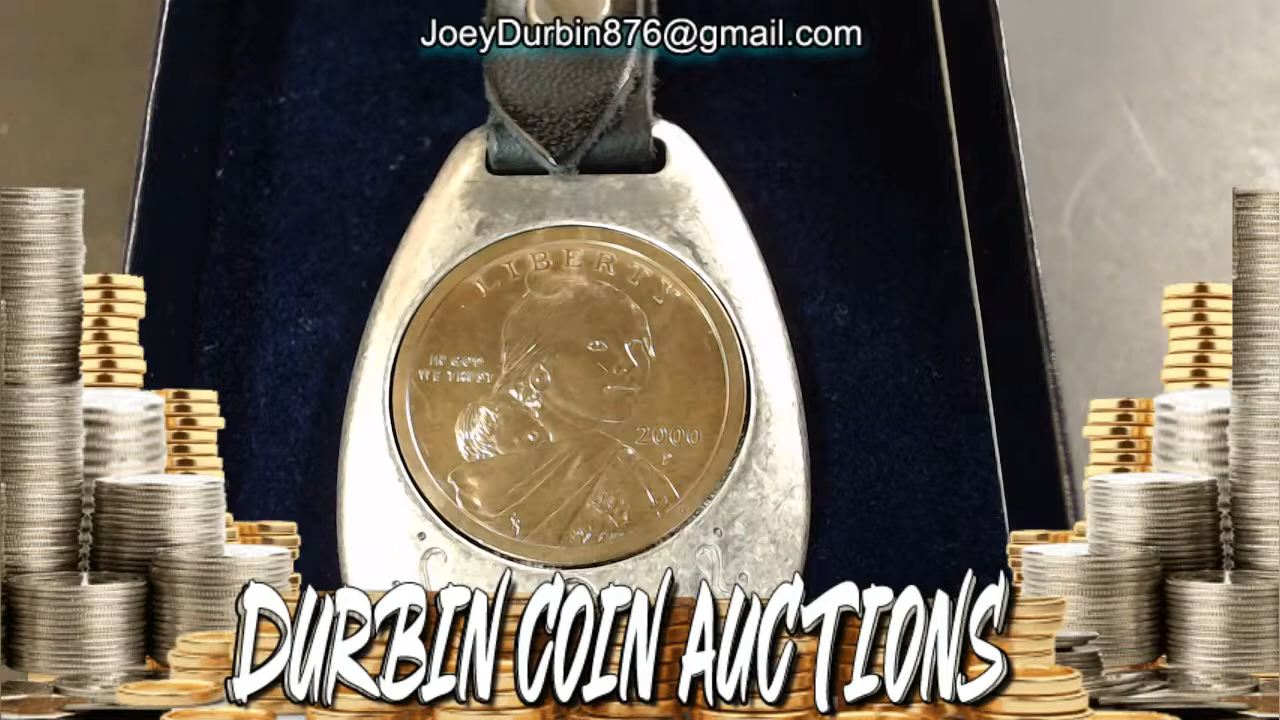 JoeyDurbin876@gmail.com
LIBERTY
IN GOD
WE TRUST
2000
P
DURBIN COIN AUCTIONS